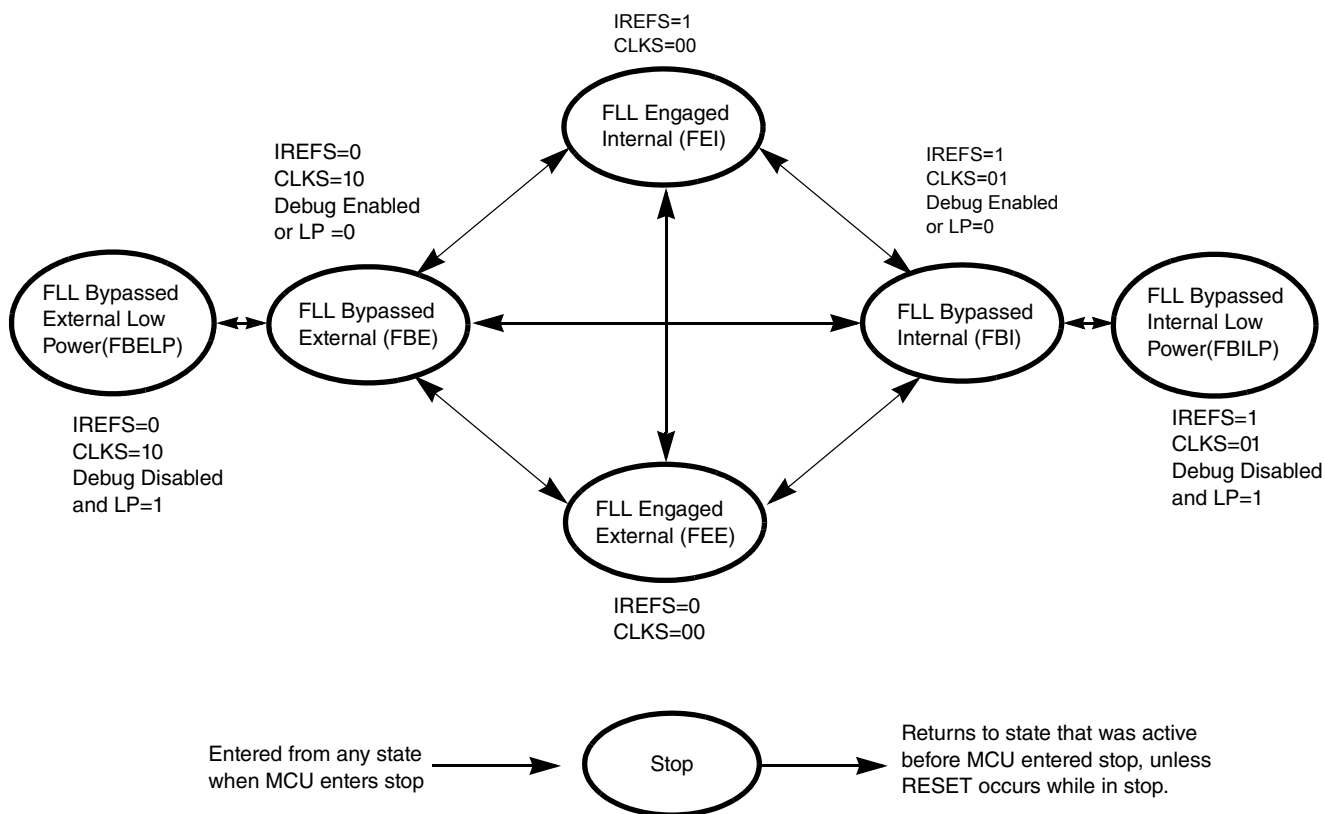 IREFS=1
CLKS=00
FLL Engaged
Internal (FEI)
IREFS=0
CLKS=10
Debug Enabled
or LP =0
IREFS=1
CLKS=01
Debug Enabled
or LP=0
FLL Bypassed
External Low
Power(FBELP)
FLL Bypassed
External (FBE)
FLL Bypassed
Internal (FBI)
FLL Bypassed
Internal Low
Power(FBILP)
IREFS=0
CLKS=10
Debug Disabled
and LP=1
FLL Engaged
External (FEE)
IREFS=1
CLKS=01
Debug Disabled
and LP=1
IREFS=0
CLKS=00
Entered from any state
when MCU enters stop
Stop
Returns to state that was active
before MCU entered stop, unless
RESET occurs while in stop.